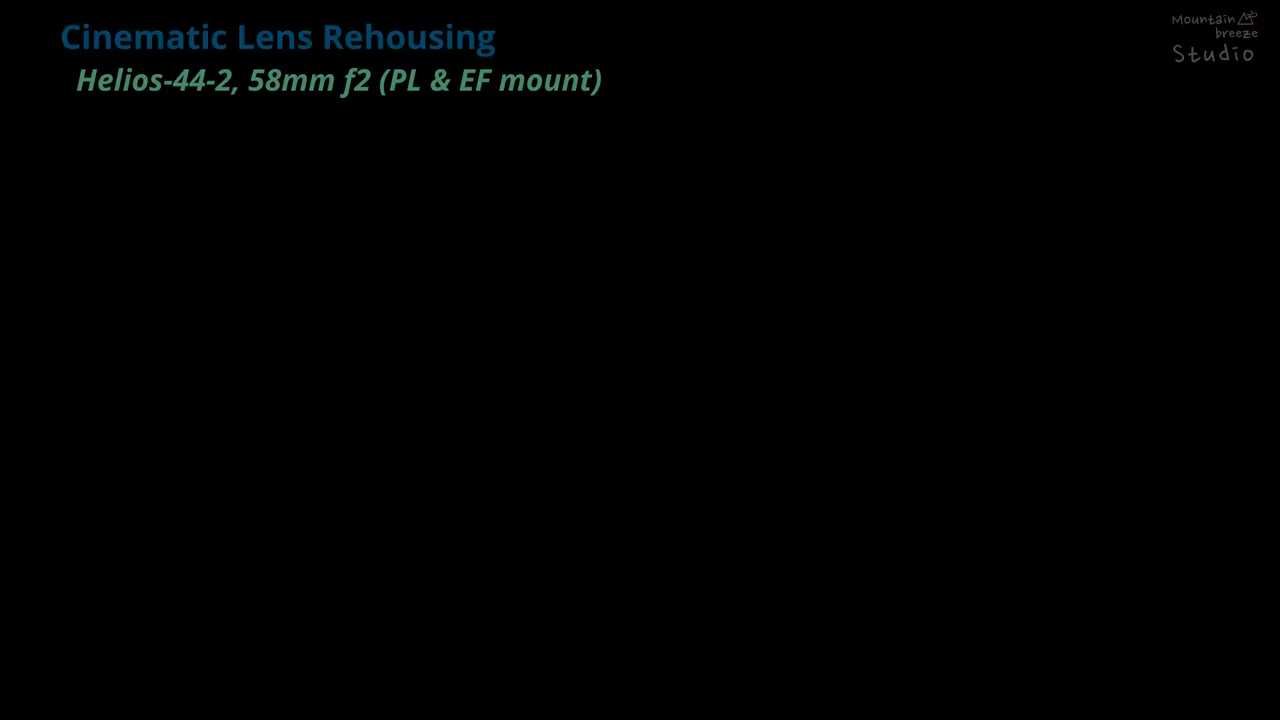 Cinematic Lens Rehousing
Helios-44-2, 58mm f2 (PL & EF mount)
Mountain
breeze
Studio